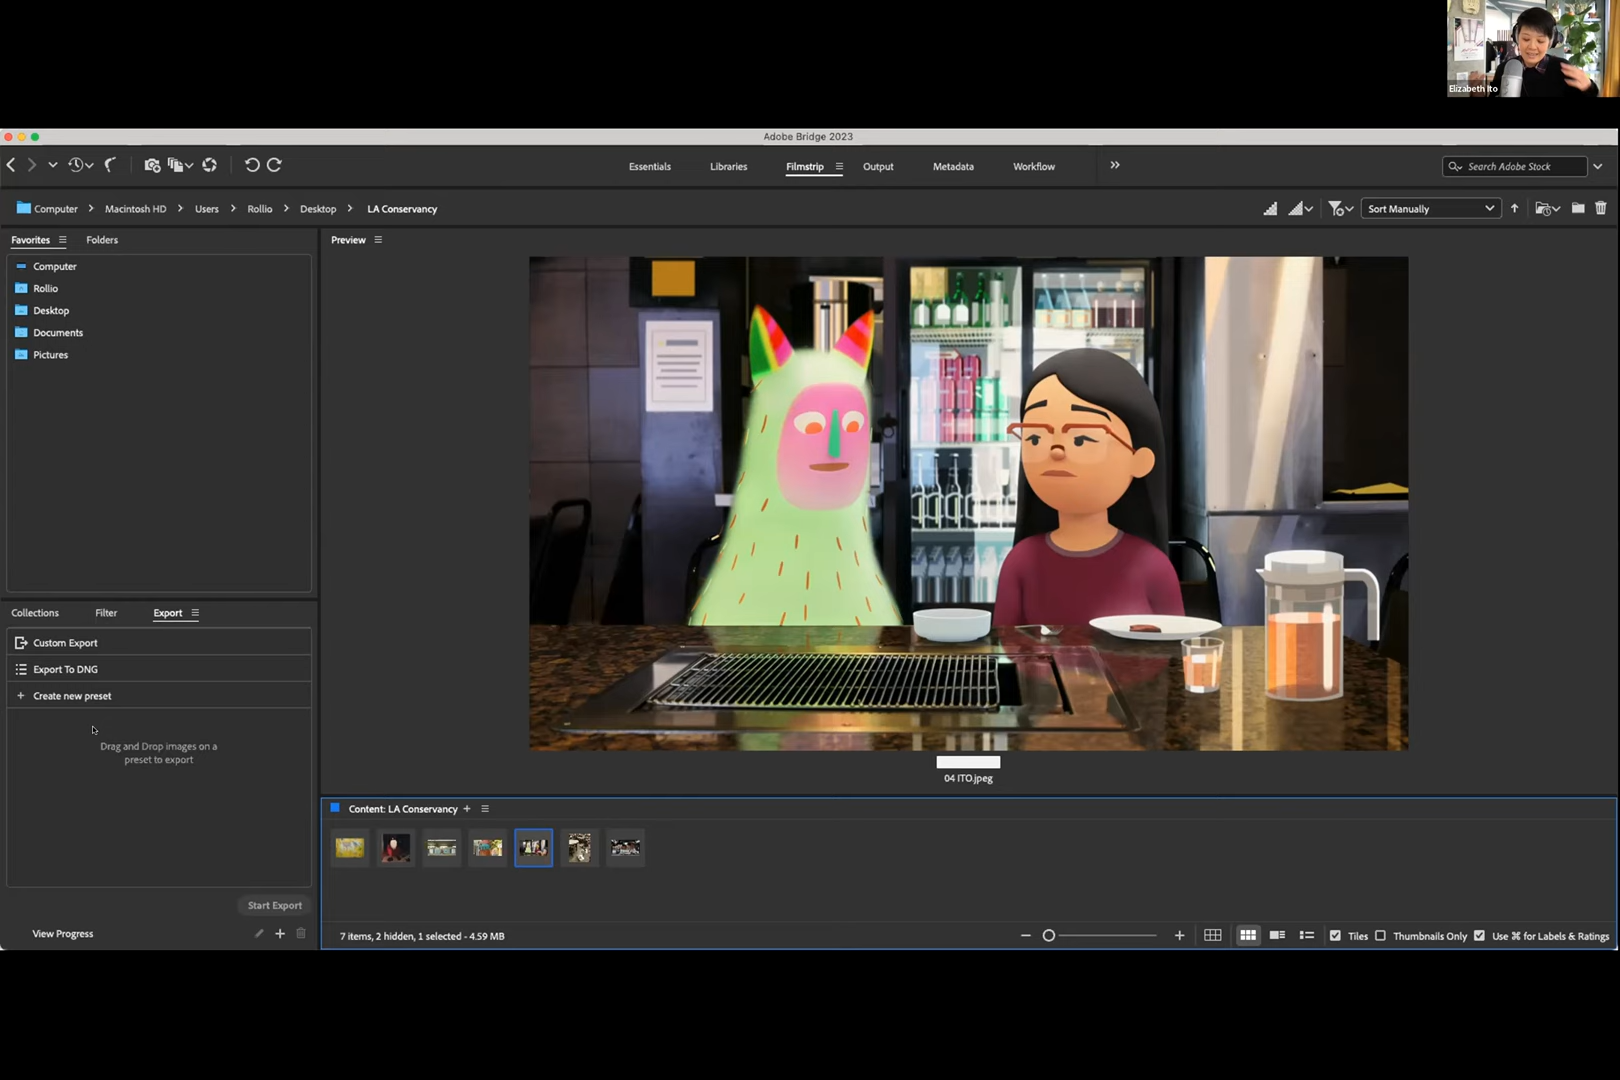 Elizabeth Ito
Adobe Bridge 2023
Essentials
Libraries
Filmstrip
Output
Metadata
Workflow
Search Adobe Stock
Computer
Macintosh HD
Users
Rollio
Desktop
LA Conservancy
Sort Manually
Favorites
Folders
Preview
Computer
Rollio
Desktop
Documents
Pictures
Collections
Filter
Export
Custom Export
Export To DNG
Create new preset
Drag and Drop images on a
preset to export
Start Export
View Progress
04 ITO.jpeg
Content: LA Conservancy
7 items, 2 hidden, 1 selected - 4.59 MB
Tiles
Thumbnails Only
Use ⌘ for Labels & Ratings